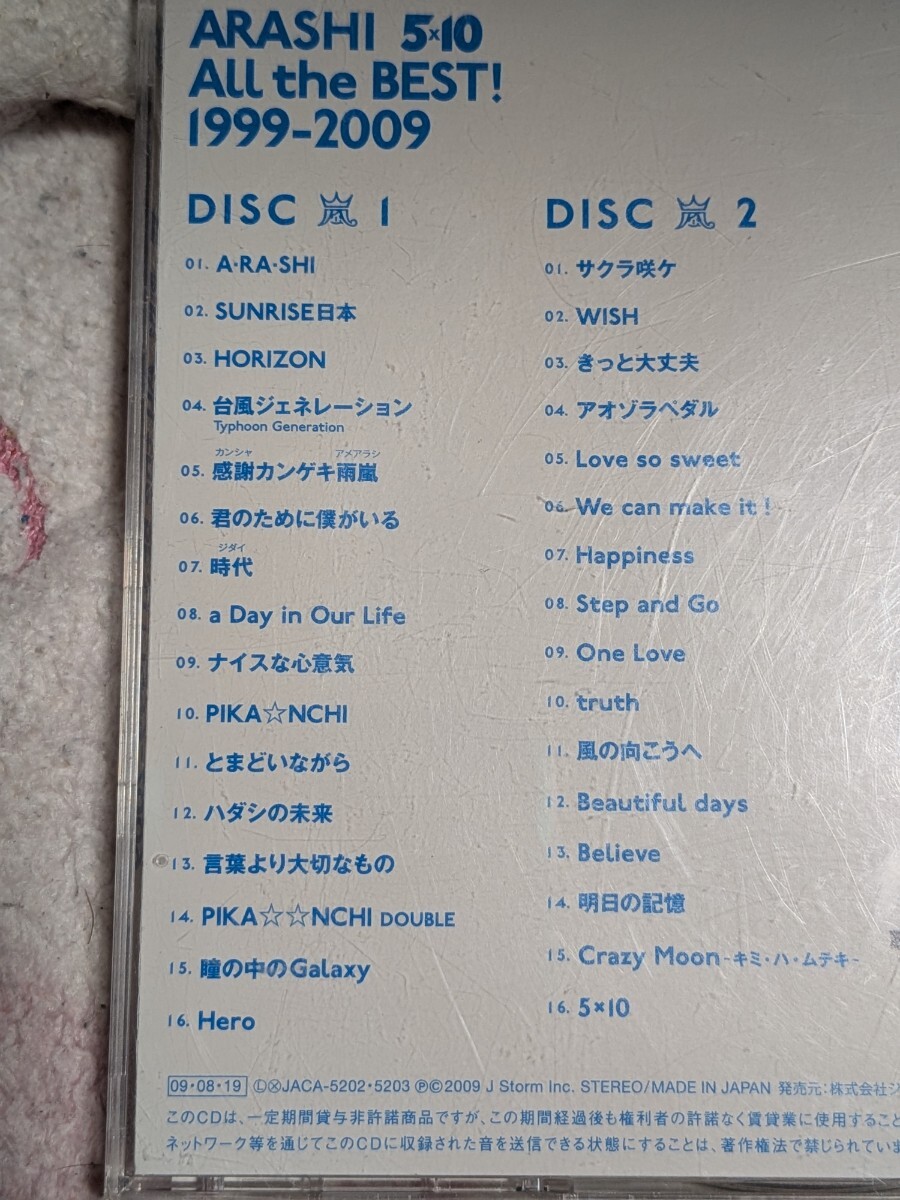 ARASHI 5×10
All the BEST!
1999-2009
DISC 嵐 1
01. A・RA・SHI
02. SUNRISE日本
03. HORIZON
04. 台風ジェネレーション
Typhoon Generation
カンシャ アメアラシ
05. 感謝カンゲキ雨嵐
06. 君のために僕がいる
ジダイ
07. 時代
08. a Day in Our Life
09. ナイスな心意気
10. PIKA☆NCHI
11. とまどいながら
12. ハダシの未来
13. 言葉より大切なもの
14. PIKA☆☆NCHI DOUBLE
15. 瞳の中のGalaxy
16. Hero
DISC 嵐 2
01. サクラ咲ケ
02. WISH
03. きっと大丈夫
04. アオゾラペダル
05. Love so sweet
06. We can make it!
07. Happiness
08. Step and Go
09. One Love
10. truth
11. 風の向こうへ
12. Beautiful days
13. Believe
14. 明日の記憶
15. Crazy Moon~キミ・ハ・ムテキ~
16. 5×10
09・08・19 ⓁⓍJACA-5202・5203 ℗©2009 J Storm Inc. STEREO/MADE IN JAPAN 発売元:株式会社ジ
このCDは、一定期間貸与非許諾商品ですが、この期間経過後も権利者の許諾なく賃貸業に使用すること
ネットワーク等を通じてこのCDに収録された音を送信できる状態にすることは、著作権法で禁じられていま